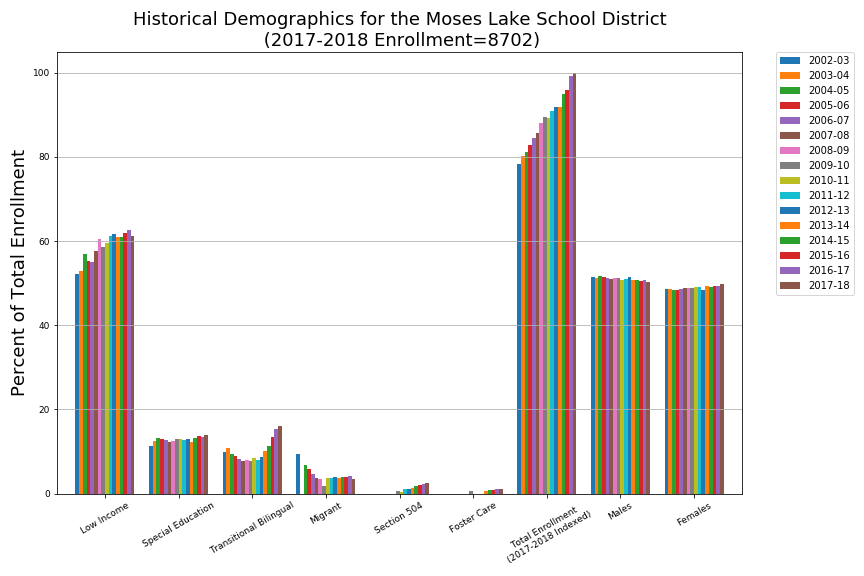 Historical Demographics for the Moses Lake School District
(2017-2018 Enrollment=8702)
Percent of Total Enrollment
100
80
60
40
20
0
Low Income
Special Education
Transitional Bilingual
Migrant
Section 504
Foster Care
Total Enrollment
(2017-2018 Indexed)
Males
Females
2002-03
2003-04
2004-05
2005-06
2006-07
2007-08
2008-09
2009-10
2010-11
2011-12
2012-13
2013-14
2014-15
2015-16
2016-17
2017-18